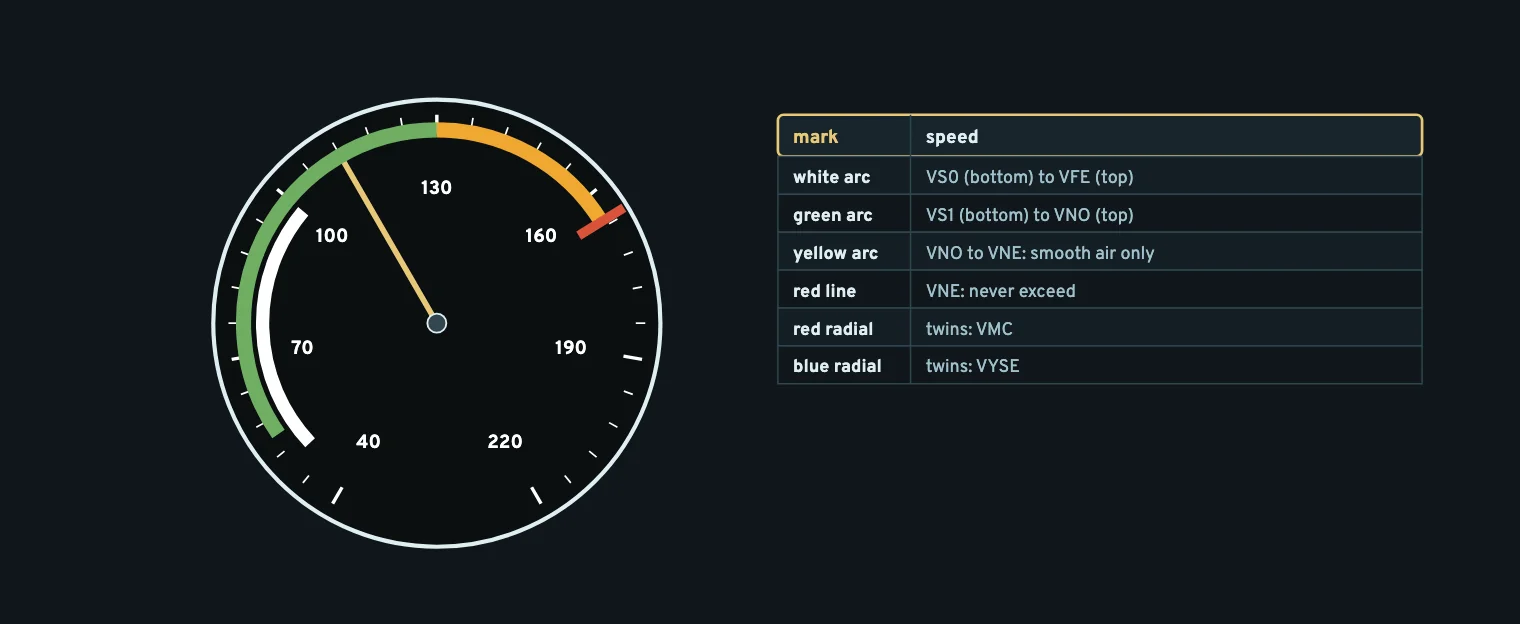 130
100
160
70
190
40
220
mark speed
white arc VS0 (bottom) to VFE (top)
green arc VS1 (bottom) to VNO (top)
yellow arc VNO to VNE: smooth air only
red line VNE: never exceed
red radial twins: VMC
blue radial twins: VYSE